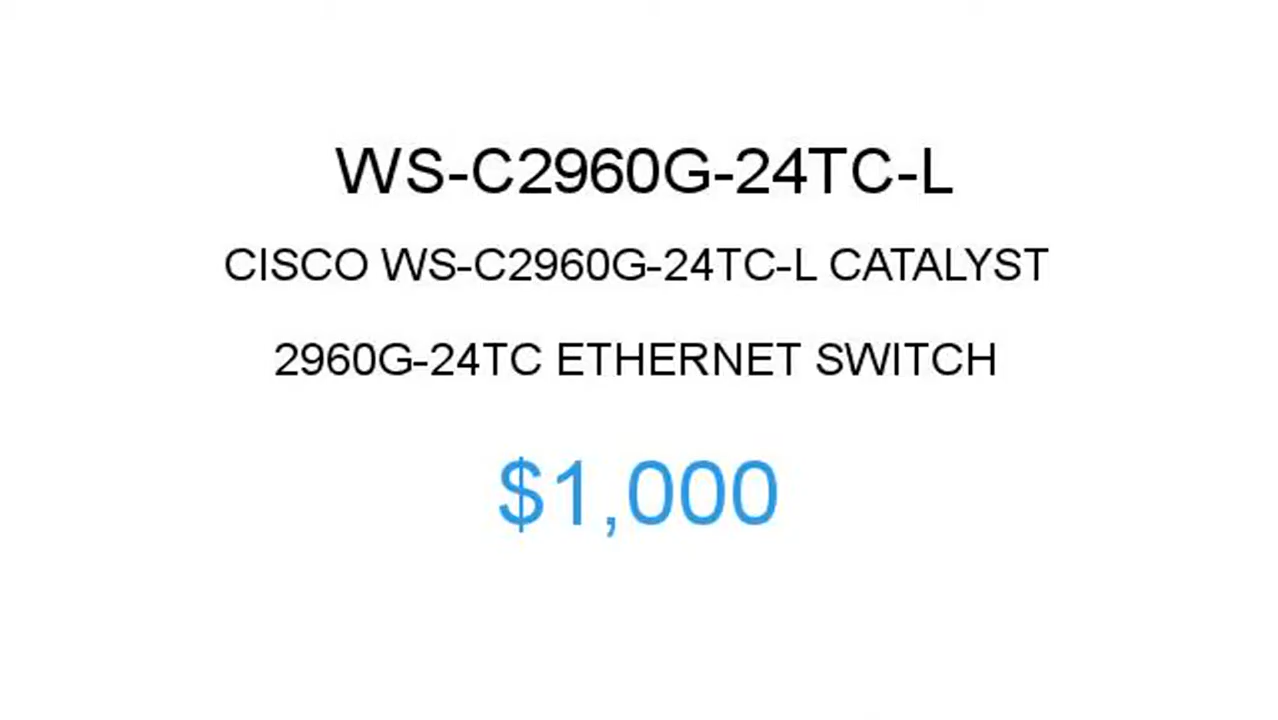 WS-C2960G-24TC-L
CISCO WS-C2960G-24TC-L CATALYST
2960G-24TC ETHERNET SWITCH
$1,000